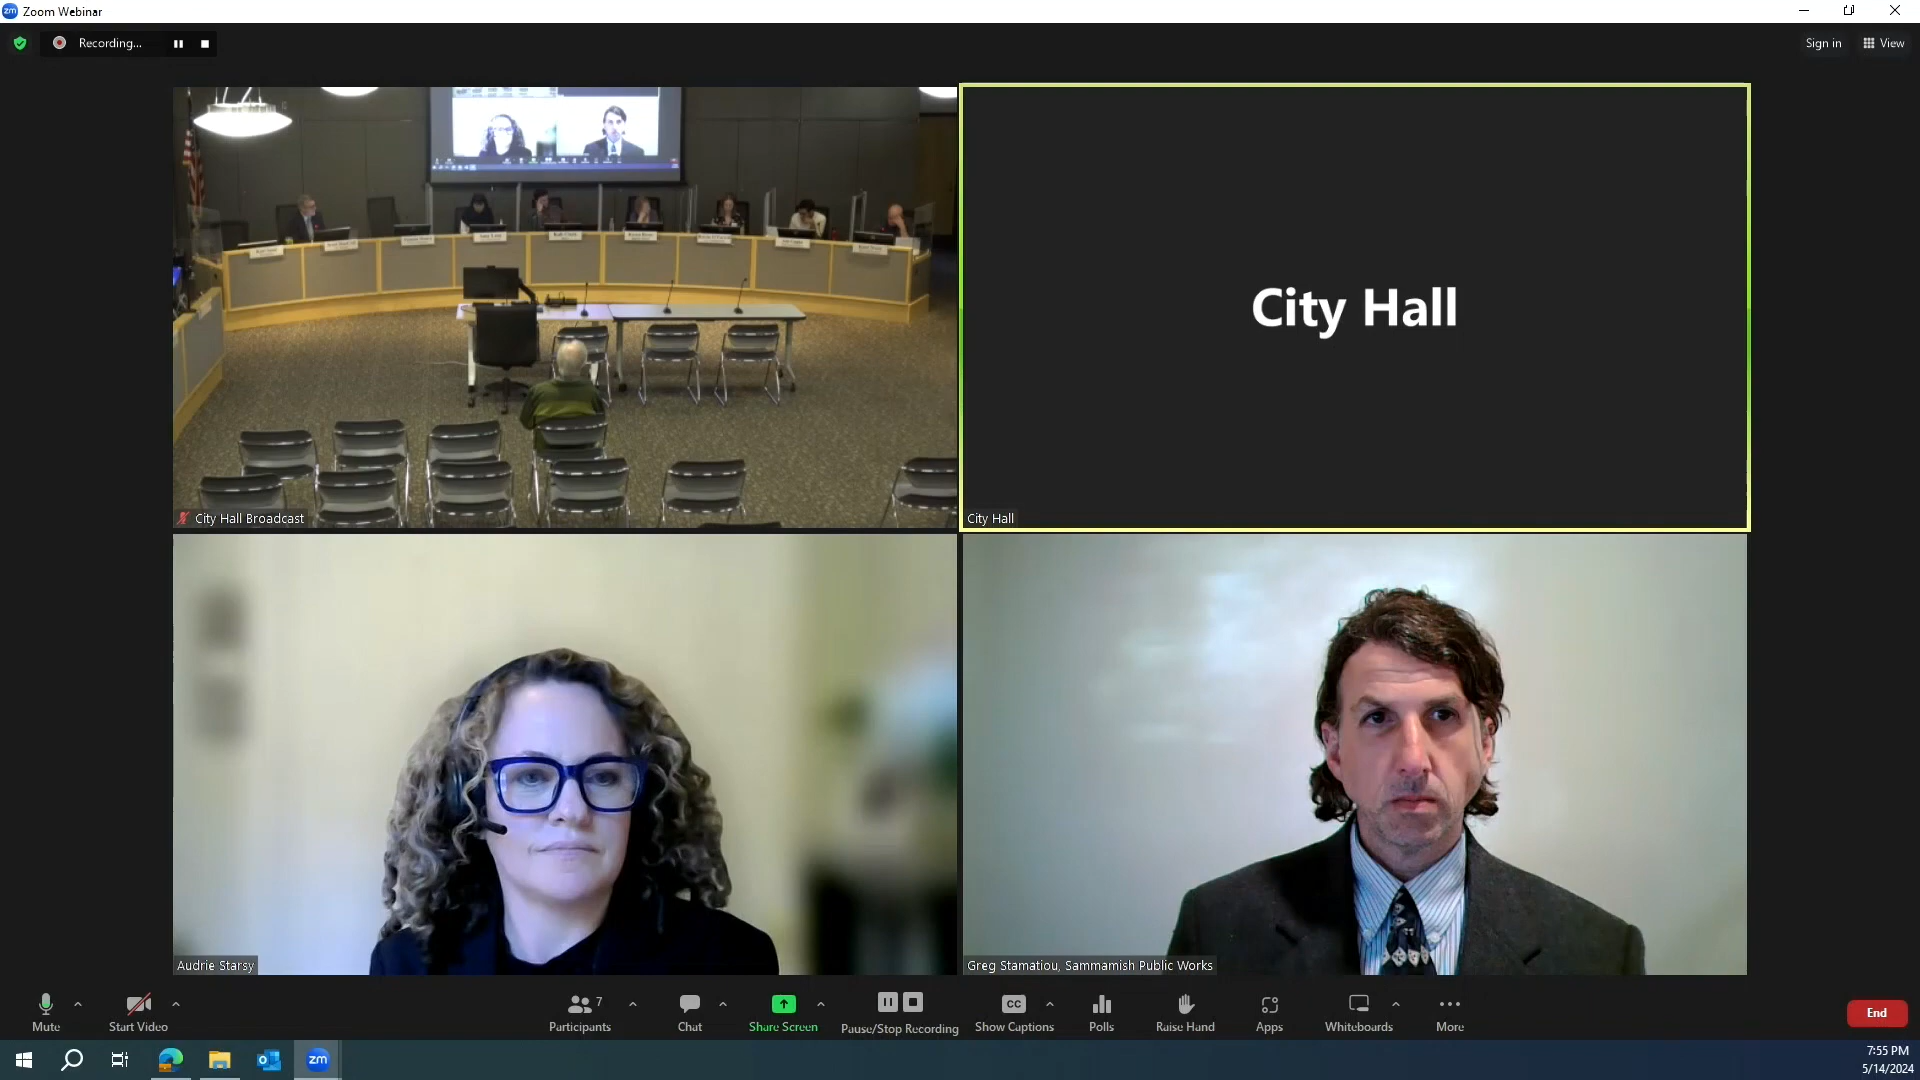 zm Zoom Webinar
Recording...
Sign in
View
City Hall
City Hall Broadcast
City Hall
Audrie Starsy
Greg Stamatiou, Sammamish Public Works
Mute
Start Video
Participants 7
Chat
Share Screen
Pause/Stop Recording
CC
Show Captions
Polls
Raise Hand
Apps
Whiteboards
More
End
zm
7:55 PM
5/14/2024